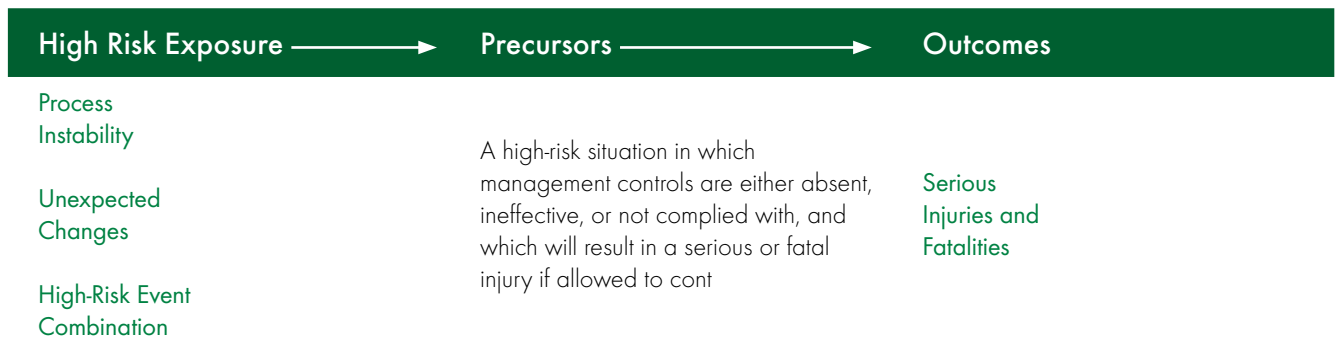 High Risk Exposure
Precursors
Outcomes
Process
Instability
Unexpected
Changes
High-Risk Event
Combination
A high-risk situation in which
management controls are either absent,
ineffective, or not complied with, and
which will result in a serious or fatal
injury if allowed to cont
Serious
Injuries and
Fatalities